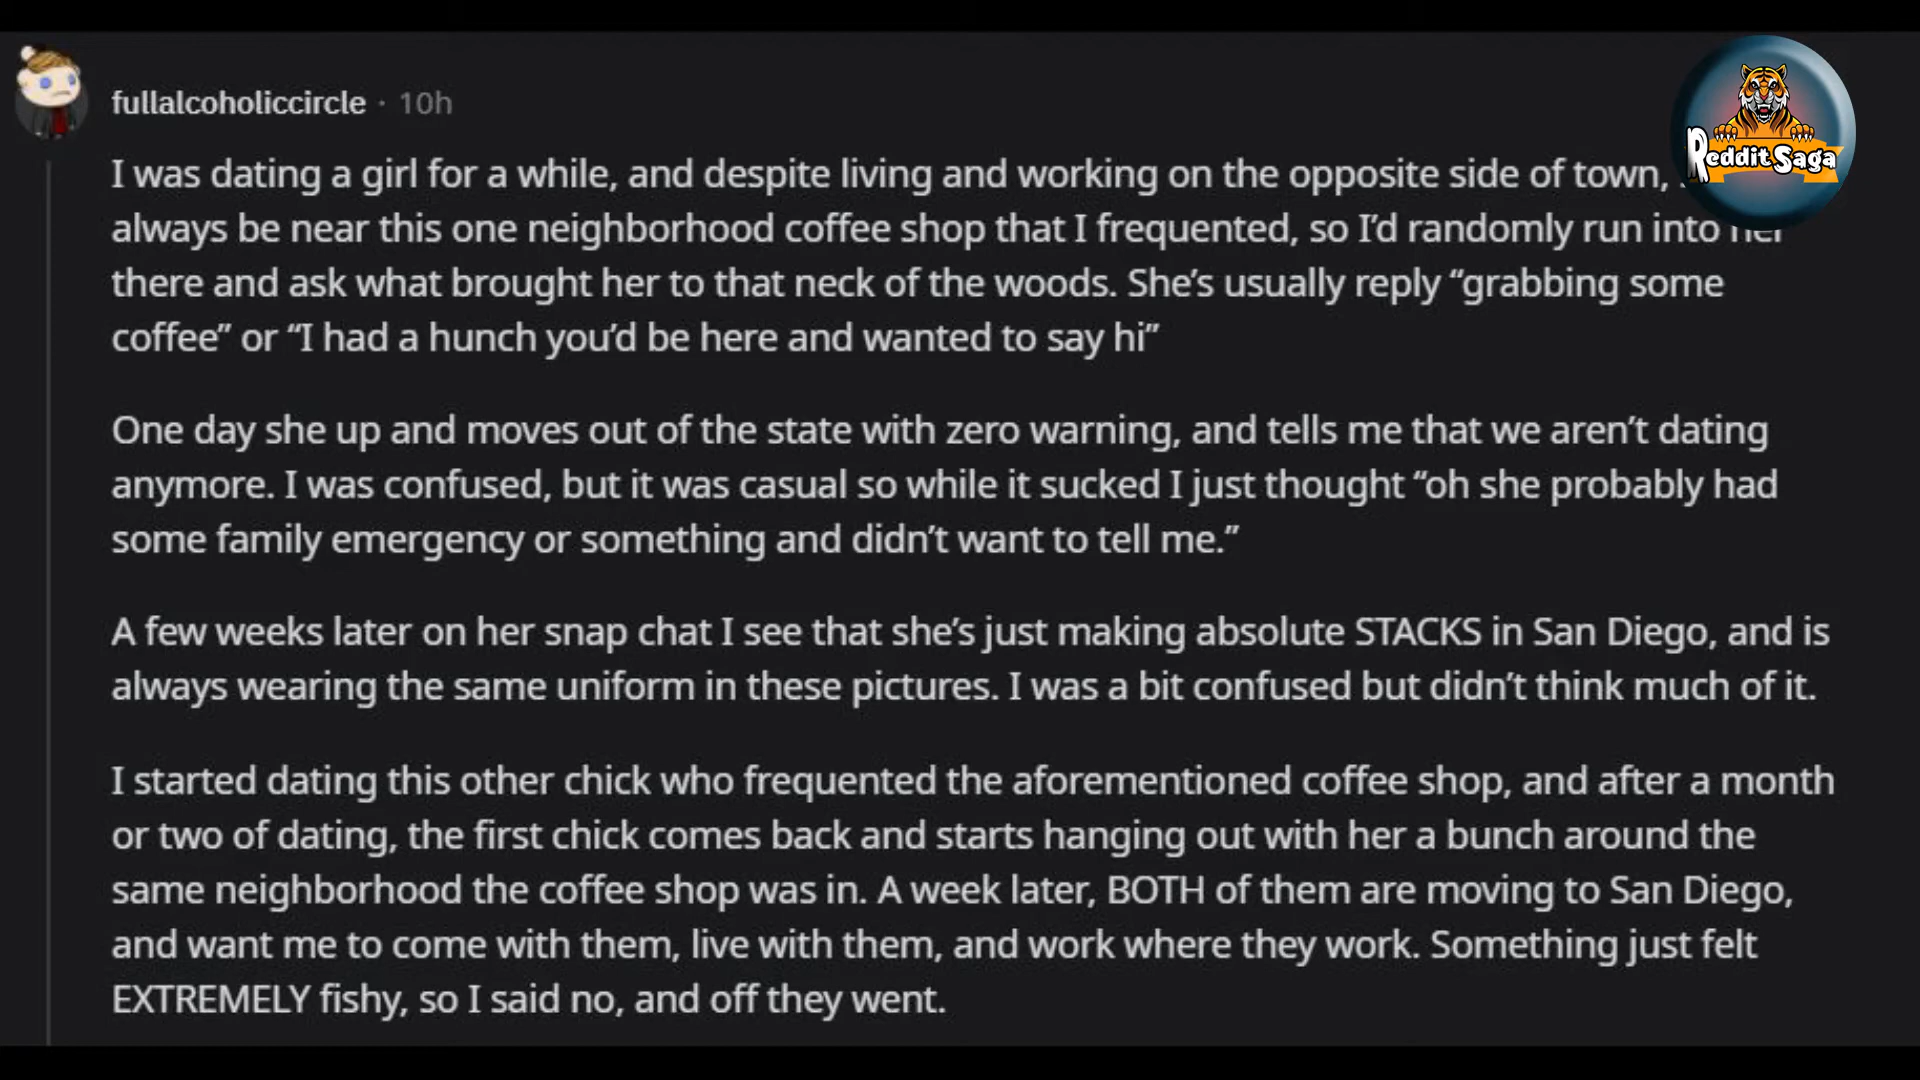 fullalcoholiccircle · 10h
Reddit Saga
I was dating a girl for a while, and despite living and working on the opposite side of town,
always be near this one neighborhood coffee shop that I frequented, so I’d randomly run into her
there and ask what brought her to that neck of the woods. She’s usually reply “grabbing some
coffee” or “I had a hunch you’d be here and wanted to say hi”
One day she up and moves out of the state with zero warning, and tells me that we aren’t dating
anymore. I was confused, but it was casual so while it sucked I just thought “oh she probably had
some family emergency or something and didn’t want to tell me.”
A few weeks later on her snap chat I see that she’s just making absolute STACKS in San Diego, and is
always wearing the same uniform in these pictures. I was a bit confused but didn’t think much of it.
I started dating this other chick who frequented the aforementioned coffee shop, and after a month
or two of dating, the first chick comes back and starts hanging out with her a bunch around the
same neighborhood the coffee shop was in. A week later, BOTH of them are moving to San Diego,
and want me to come with them, live with them, and work where they work. Something just felt
EXTREMELY fishy, so I said no, and off they went.